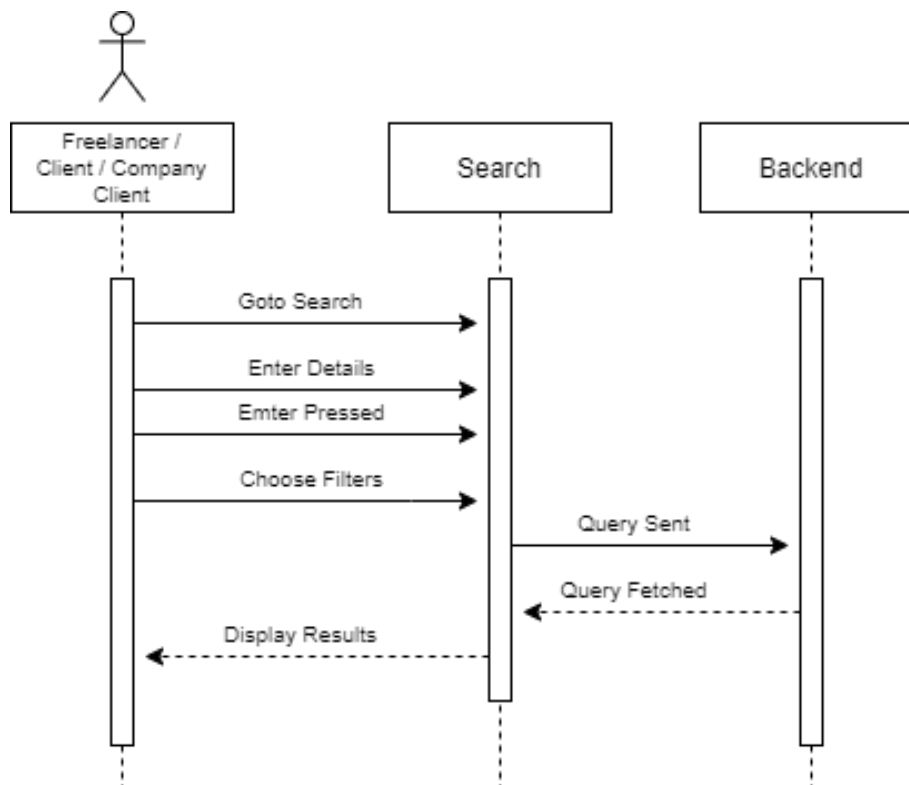 Freelancer /
Client / Company
Client
Search
Backend
Goto Search
Enter Details
Emter Pressed
Choose Filters
Query Sent
Query Fetched
Display Results